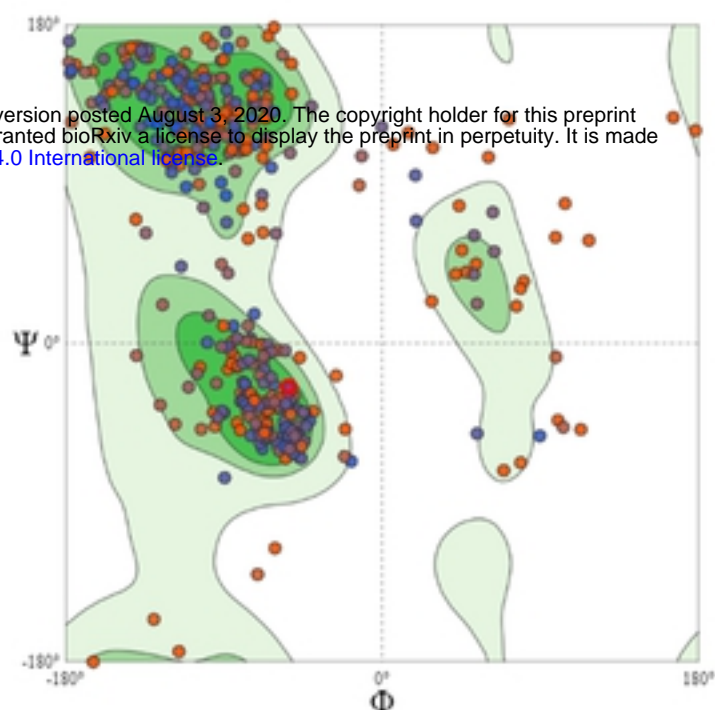 180°
version posted August 3, 2020. The copyright holder for this preprint
ranted bioRxiv a license to display the preprint in perpetuity. It is made
4.0 International license.
Ψ 0°
-180°
-180° 0° 180°
Φ